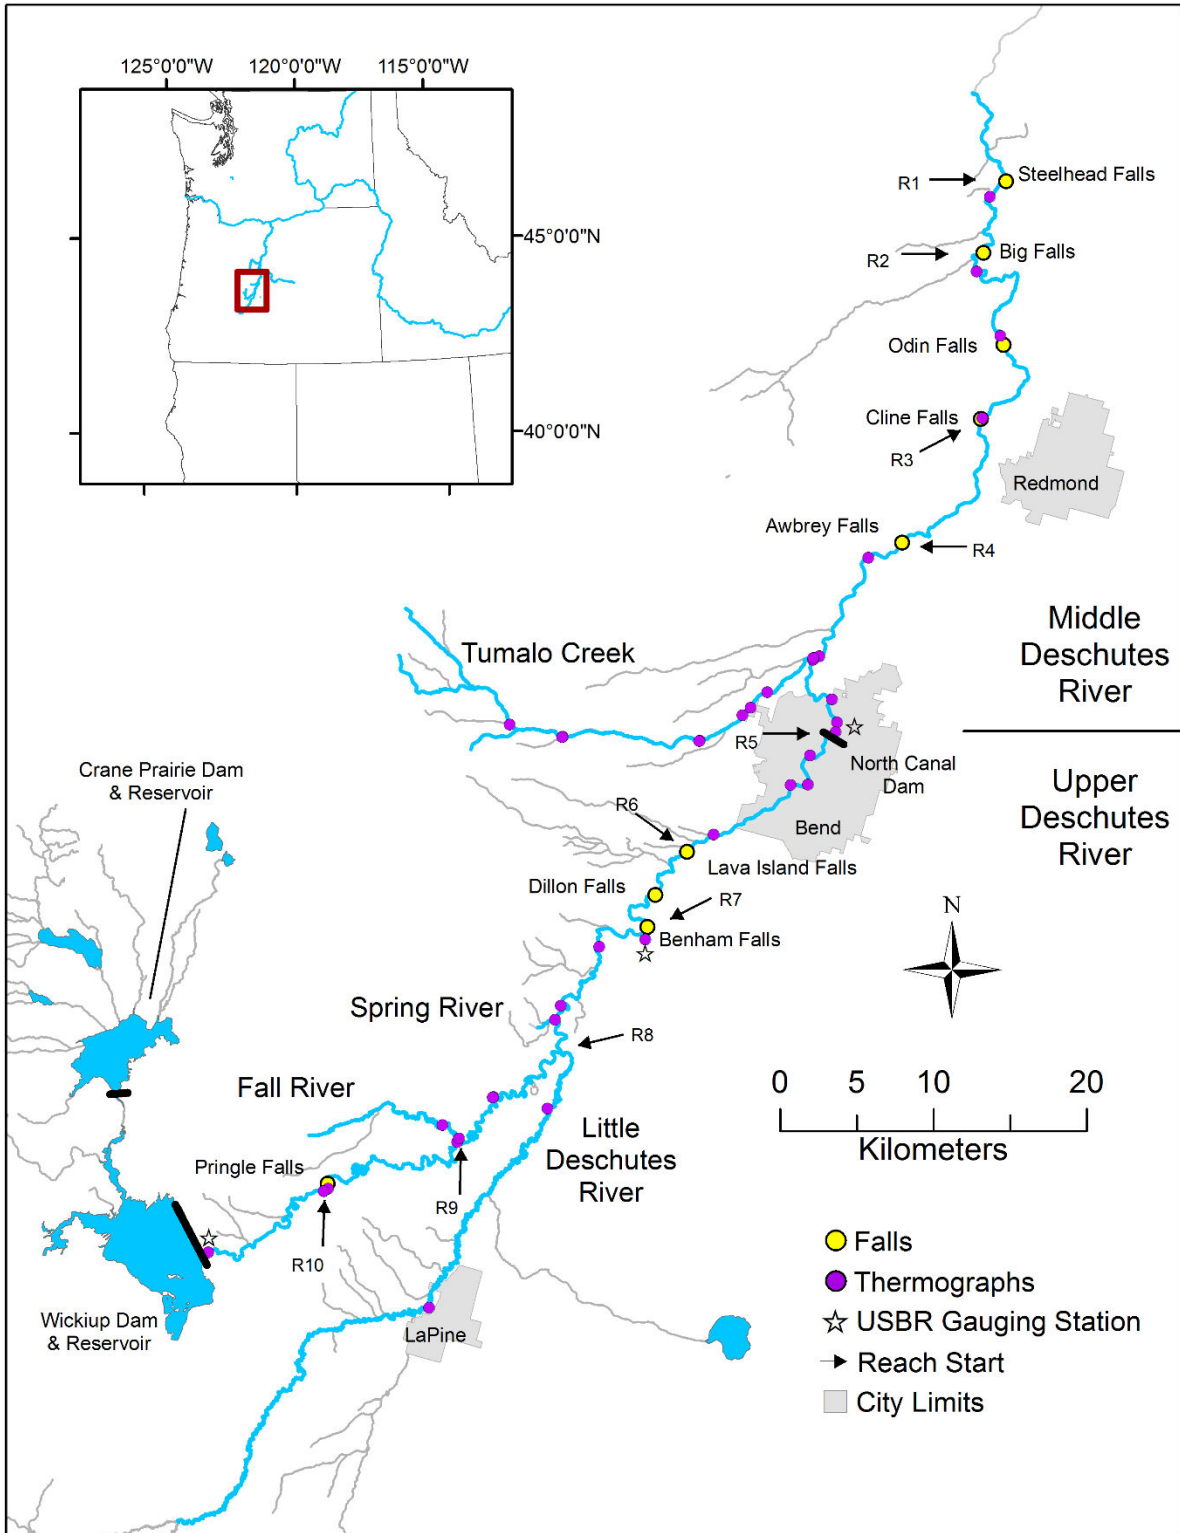 125°0'0"W
120°0'0"W
115°0'0"W
45°0'0"N
40°0'0"N
R1
Steelhead Falls
R2
Big Falls
Odin Falls
Cline Falls
R3
Redmond
Awbrey Falls
R4
Middle
Deschutes
River
Tumalo Creek
R5
North Canal
Dam
Upper
Deschutes
River
Crane Prairie Dam
& Reservoir
R6
Bend
Lava Island Falls
Dillon Falls
R7
Benham Falls
N
Spring River
R8
Fall River
0
5
10
20
Kilometers
Little
Deschutes
River
Pringle Falls
R9
R10
Wickiup Dam
& Reservoir
LaPine
Falls
Thermographs
USBR Gauging Station
Reach Start
City Limits